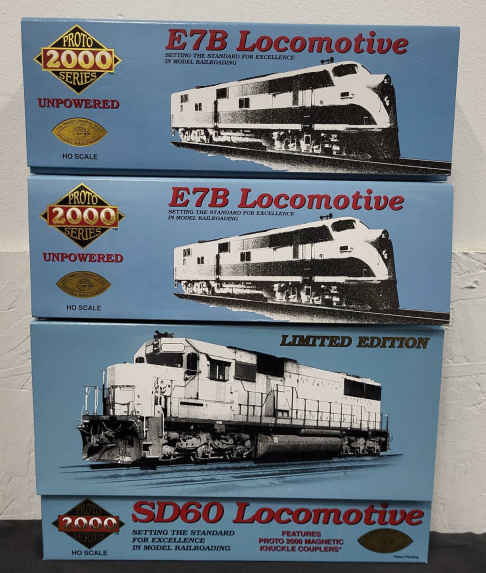 PROTO
2000
SERIES
UNPOWERED
HO SCALE
E7B Locomotive
SETTING THE STANDARD FOR EXCELLENCE
IN MODEL RAILROADING
PROTO
2000
SERIES
UNPOWERED
HO SCALE
E7B Locomotive
SETTING THE STANDARD FOR EXCELLENCE
IN MODEL RAILROADING
LIMITED EDITION
PROTO
2000
SERIES
HO SCALE
SD60 Locomotive
SETTING THE STANDARD
FOR EXCELLENCE
IN MODEL RAILROADING
FEATURES
PROTO 2000 MAGNETIC
KNUCKLE COUPLERS*